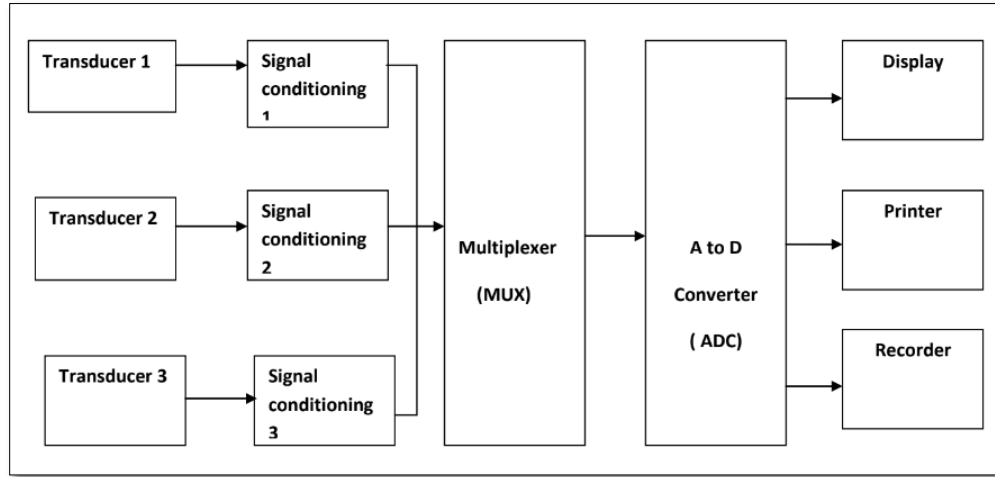 Transducer 1
Signal
conditioning
1
Transducer 2
Signal
conditioning
2
Transducer 3
Signal
conditioning
3
Multiplexer
(MUX)
A to D
Converter
( ADC)
Display
Printer
Recorder